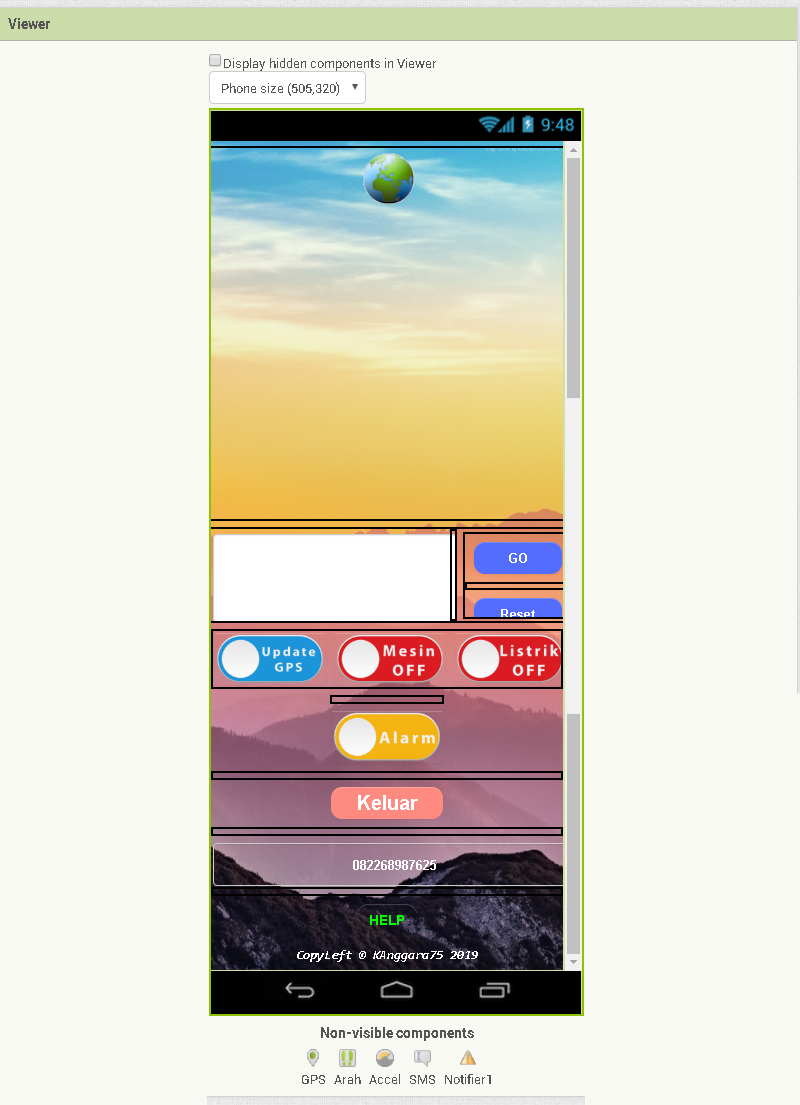 Viewer
Display hidden components in Viewer
Phone size (505,320)
9:48
GO
Reset
Update GPS
Mesin OFF
Listrik OFF
Alarm
Keluar
082268987625
HELP
CopyLeft © KAnggara75 2019
Non-visible components
GPS Arah Accel SMS Notifier1